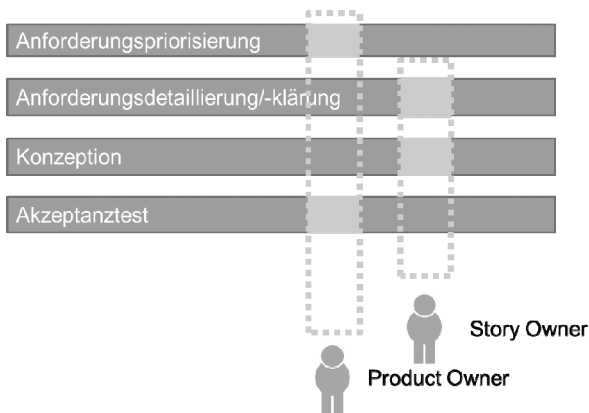 Anforderungspriorisierung
Anforderungsdetaillierung/-klärung
Konzeption
Akzeptanztest
Story Owner
Product Owner